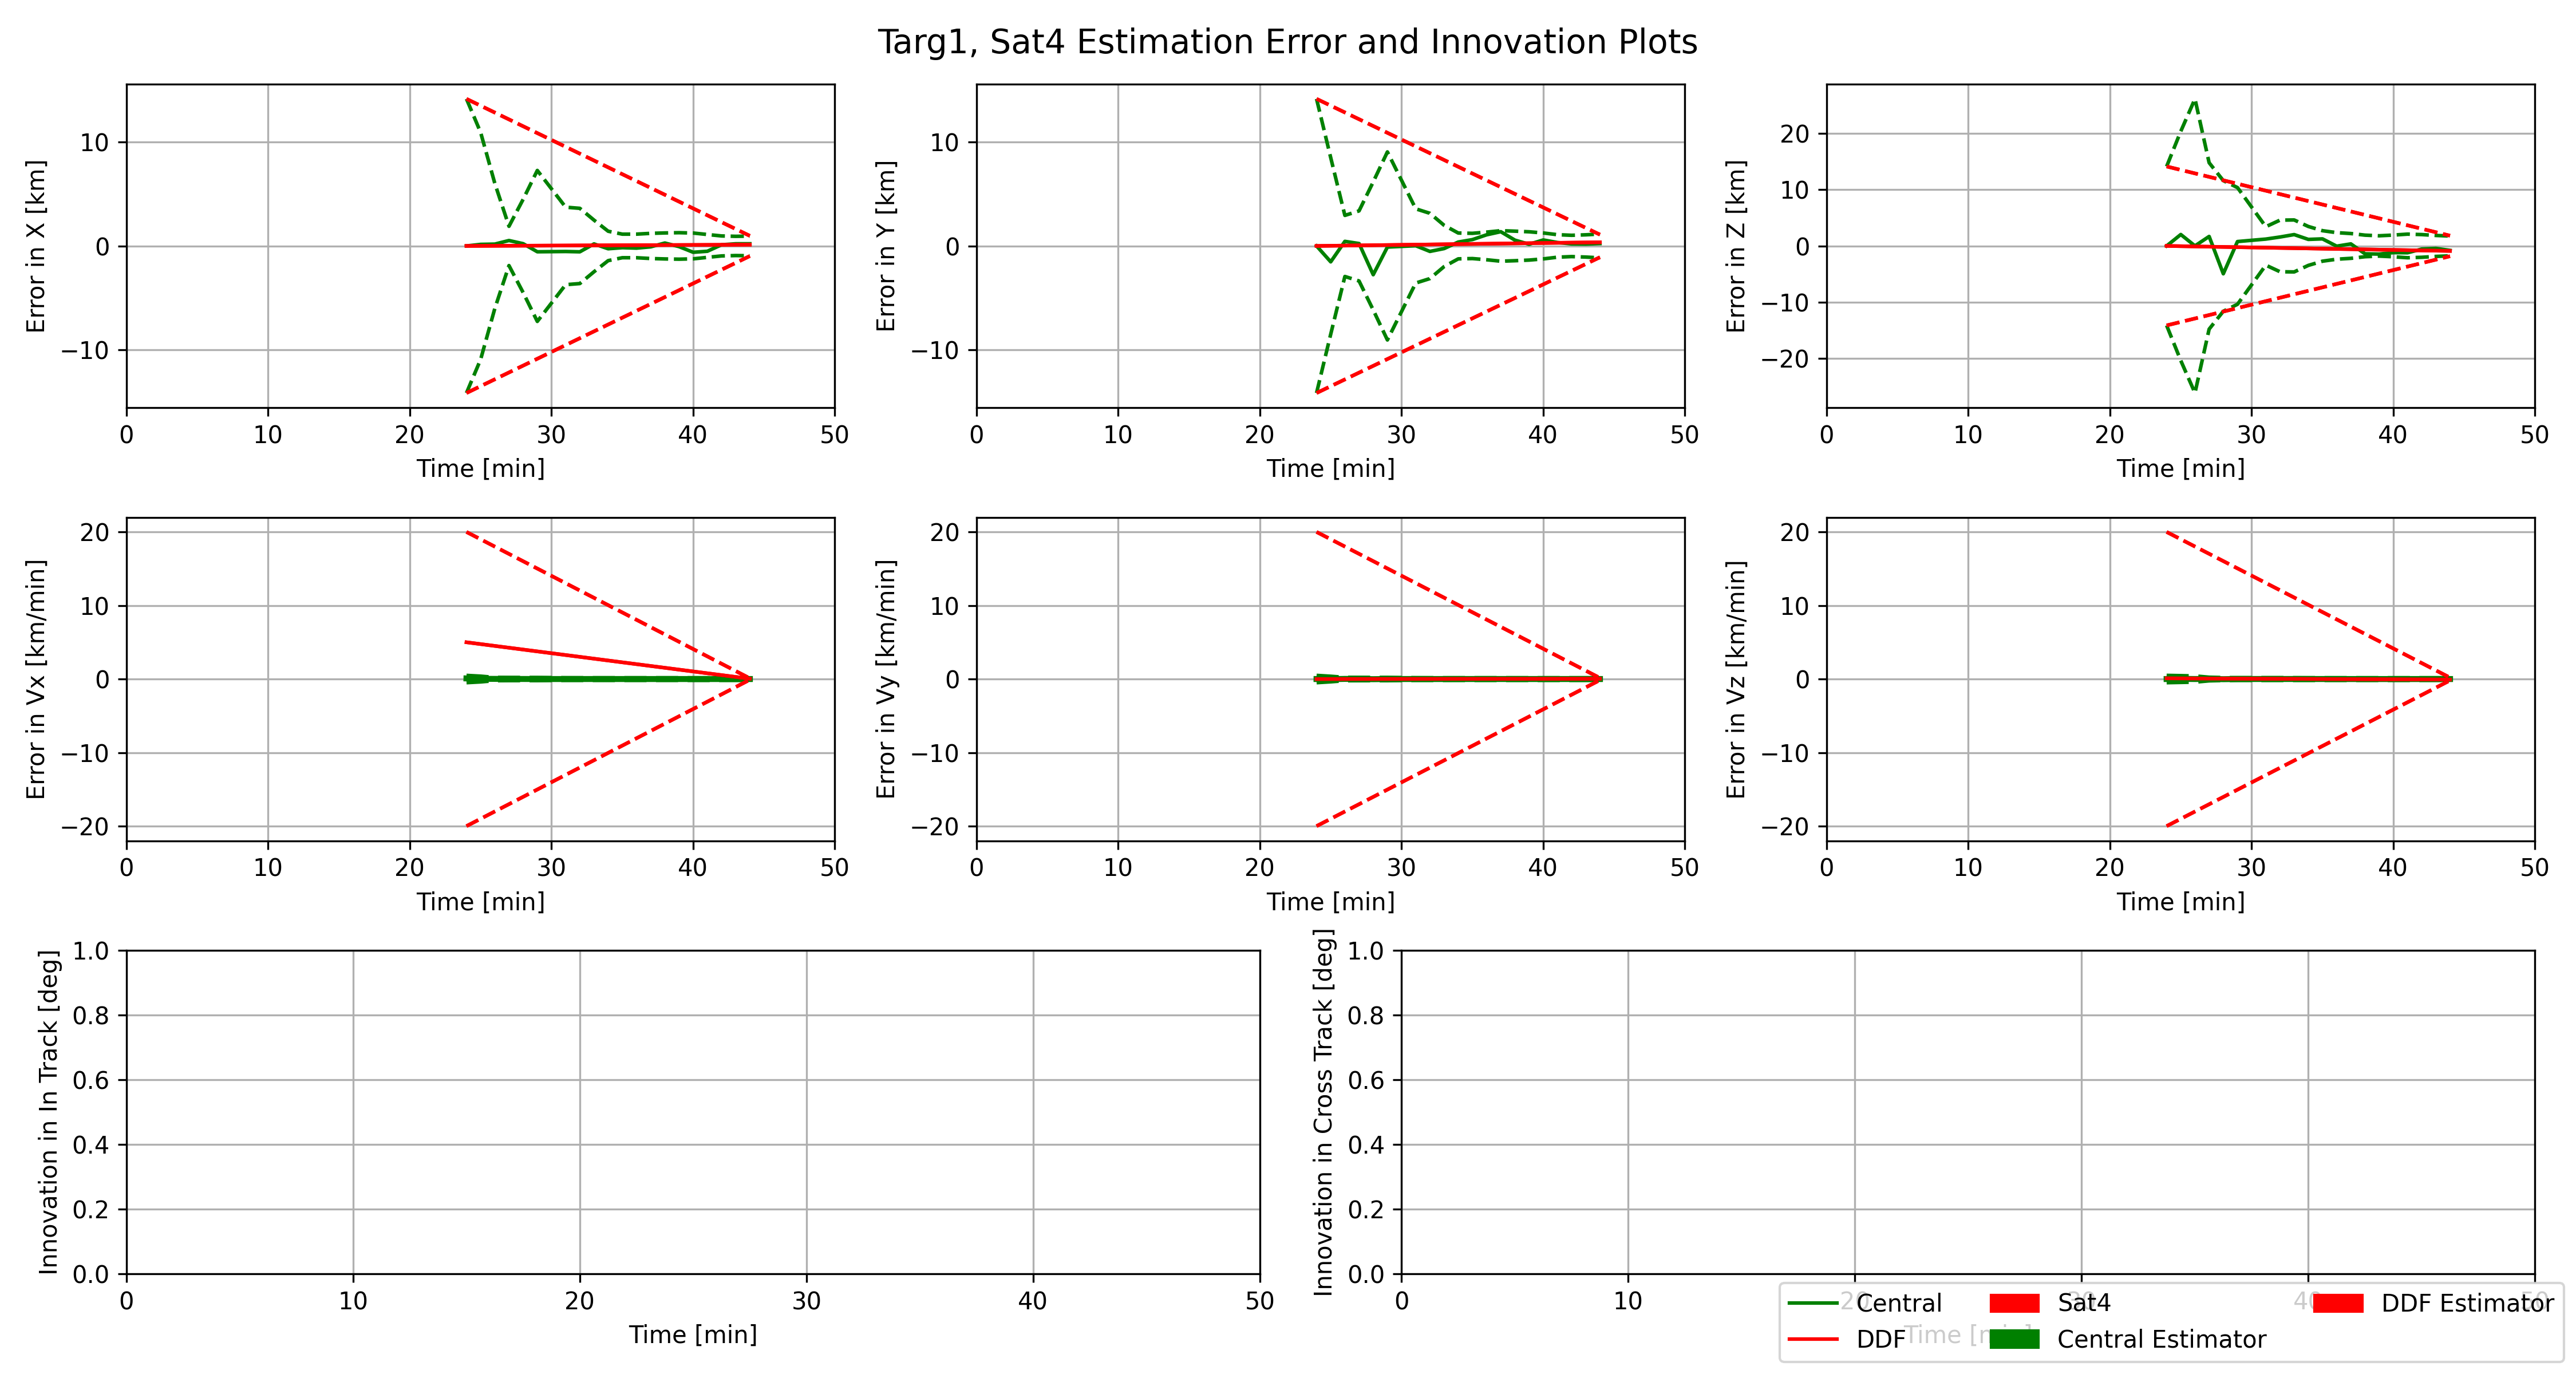 Targ1, Sat4 Estimation Error and Innovation Plots
Error in X [km]
10
0
−10
0 10 20 30 40 50
Time [min]
Error in Y [km]
10
0
−10
0 10 20 30 40 50
Time [min]
Error in Z [km]
20
10
0
−10
−20
0 10 20 30 40 50
Time [min]
Error in Vx [km/min]
20
10
0
−10
−20
0 10 20 30 40 50
Time [min]
Error in Vy [km/min]
20
10
0
−10
−20
0 10 20 30 40 50
Time [min]
Error in Vz [km/min]
20
10
0
−10
−20
0 10 20 30 40 50
Time [min]
Innovation in In Track [deg]
1.0
0.8
0.6
0.4
0.2
0.0
0 10 20 30 40 50
Time [min]
Innovation in Cross Track [deg]
1.0
0.8
0.6
0.4
0.2
0.0
0 10 20 40 50
Time [min]
Central
DDF
Sat4
Central Estimator
DDF Estimator